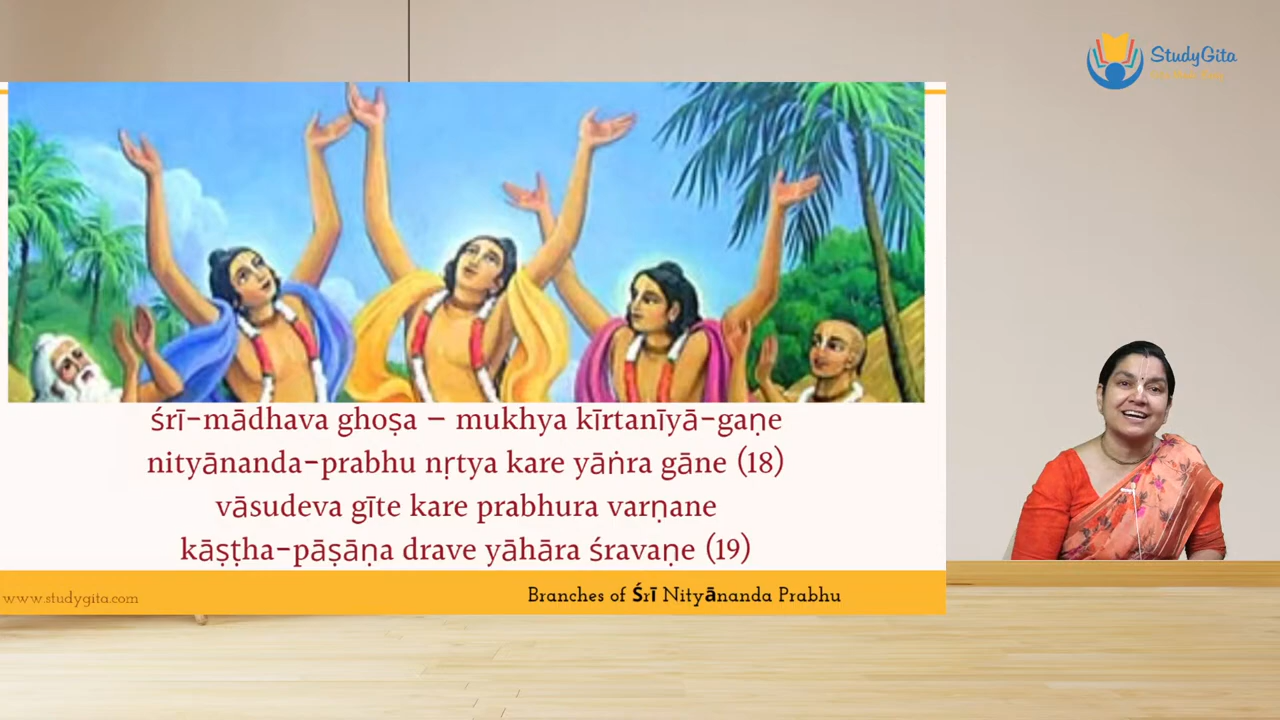 StudyGita
śrī-mādhava ghoṣa – mukhya kīrtanīyā-gaṇe
nityānanda-prabhu nṛtya kare yāṅra gāne (18)
vāsudeva gīte kare prabhura varṇane
kāṣṭha-pāṣāṇa drave yāhāra śravaṇe (19)
www.studygita.com
Branches of Śrī Nityānanda Prabhu